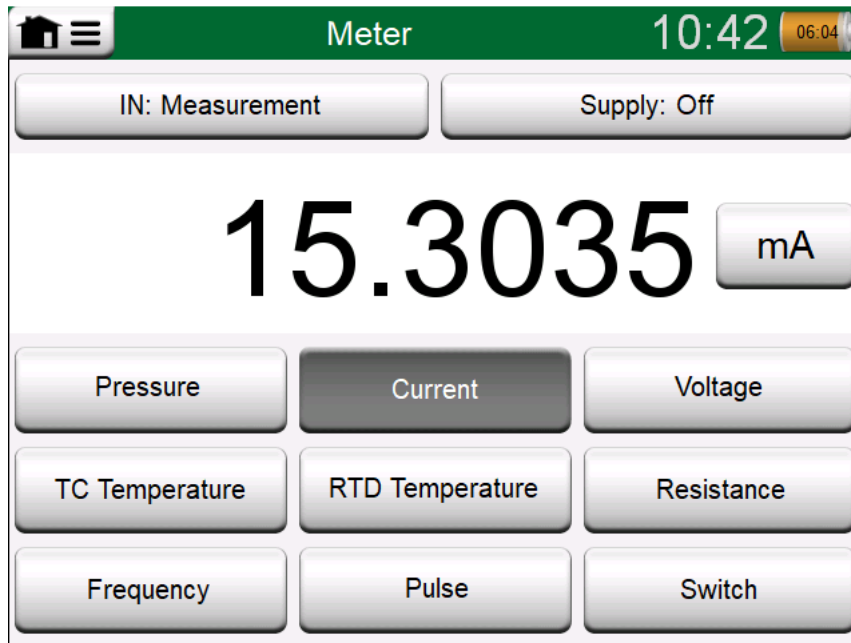 Meter 10:42 06:04
IN: Measurement Supply: Off
15.3035 mA
Pressure Current Voltage
TC Temperature RTD Temperature Resistance
Frequency Pulse Switch